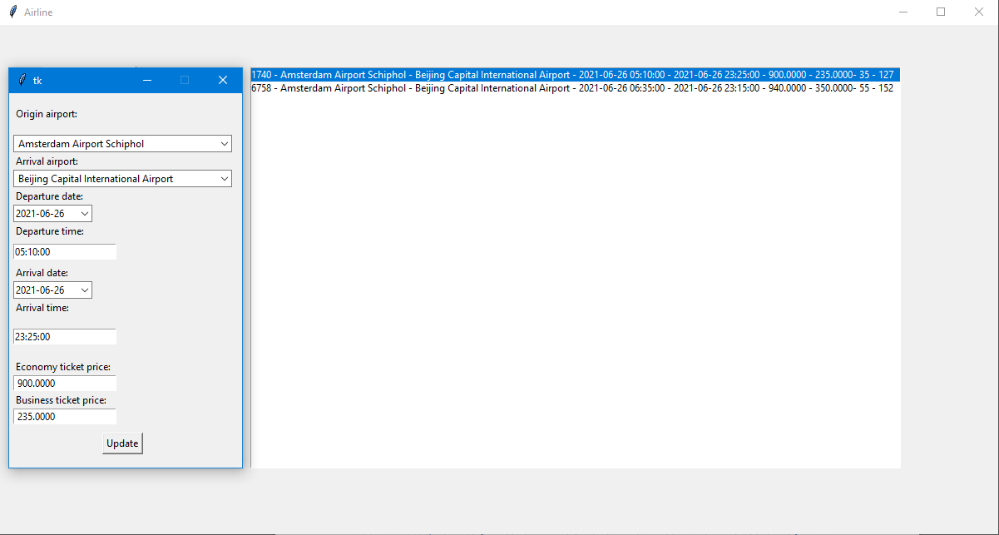 Airline
tk
Origin airport:
Amsterdam Airport Schiphol
Arrival airport:
Beijing Capital International Airport
Departure date:
2021-06-26
Departure time:
05:10:00
Arrival date:
2021-06-26
Arrival time:
23:25:00
Economy ticket price:
900.0000
Business ticket price:
235.0000
Update
1740 - Amsterdam Airport Schiphol - Beijing Capital International Airport - 2021-06-26 05:10:00 - 2021-06-26 23:25:00 - 900.0000 - 235.0000- 35 - 127
6758 - Amsterdam Airport Schiphol - Beijing Capital International Airport - 2021-06-26 06:35:00 - 2021-06-26 23:15:00 - 940.0000 - 350.0000- 55 - 152